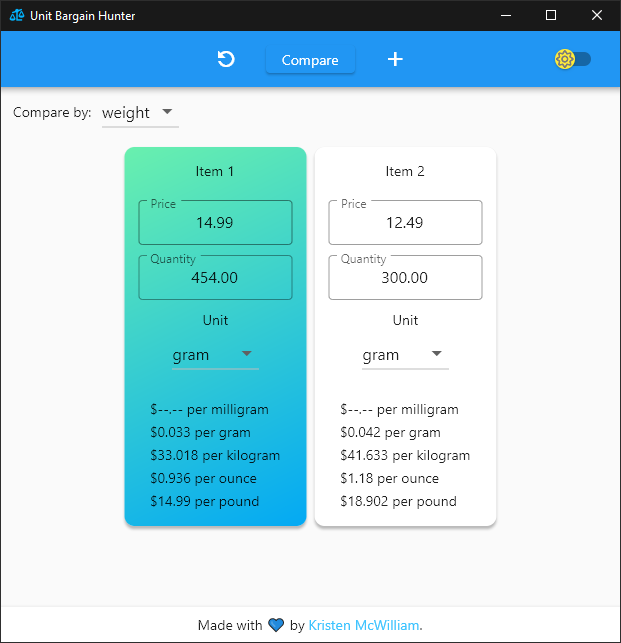 Unit Bargain Hunter
Compare
Compare by: weight
Item 1
Price
14.99
Quantity
454.00
Unit
gram
$--.-- per milligram
$0.033 per gram
$33.018 per kilogram
$0.936 per ounce
$14.99 per pound
Item 2
Price
12.49
Quantity
300.00
Unit
gram
$--.-- per milligram
$0.042 per gram
$41.633 per kilogram
$1.18 per ounce
$18.902 per pound
Made with 💙 by Kristen McWilliam.